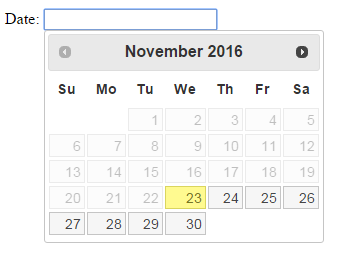 Date:
November 2016
Su Mo Tu We Th Fr Sa
1 2 3 4 5
6 7 8 9 10 11 12
13 14 15 16 17 18 19
20 21 22 23 24 25 26
27 28 29 30